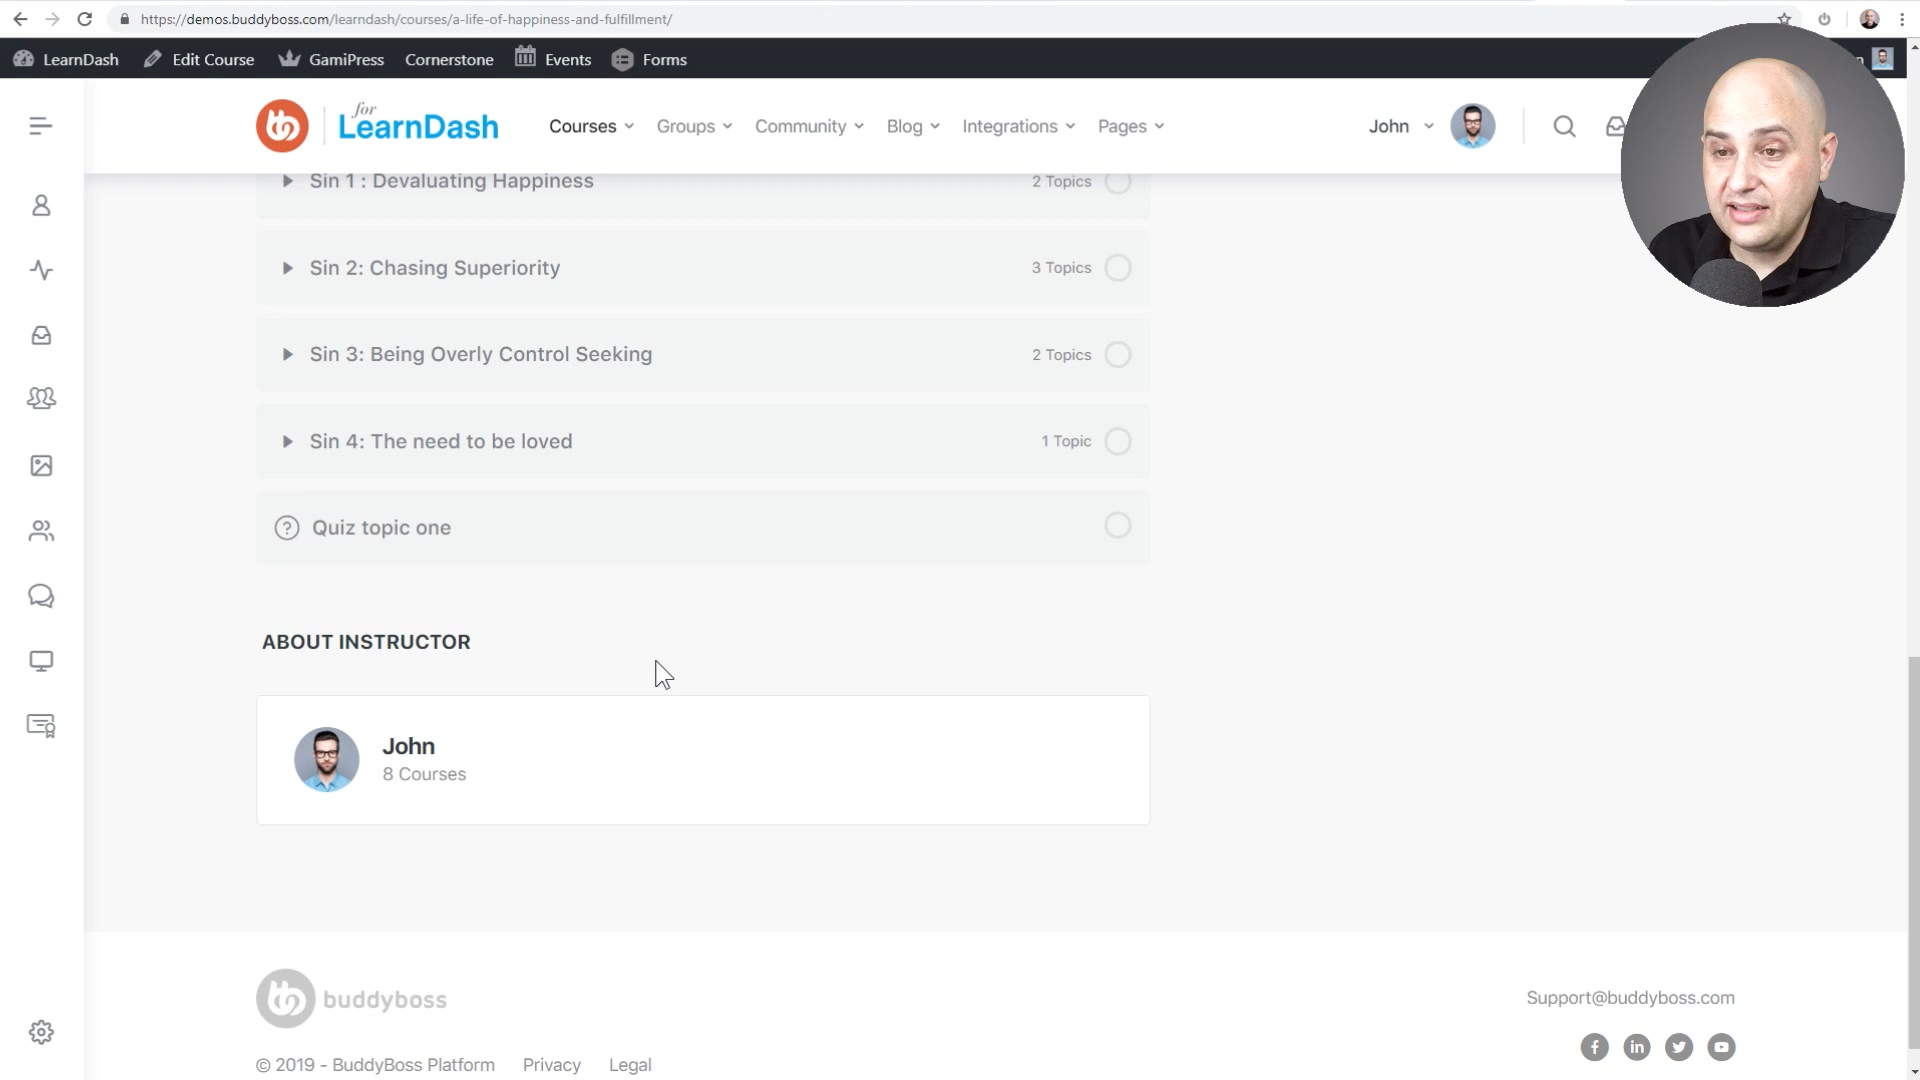 https://demos.buddyboss.com/learndash/courses/a-life-of-happiness-and-fulfillment/
LearnDash Edit Course GamiPress Cornerstone Events Forms
for
LearnDash
Courses Groups Community Blog Integrations Pages
John
Sin 1 : Devaluating Happiness 2 Topics
Sin 2: Chasing Superiority 3 Topics
Sin 3: Being Overly Control Seeking 2 Topics
Sin 4: The need to be loved 1 Topic
? Quiz topic one
ABOUT INSTRUCTOR
John
8 Courses
buddyboss
Support@buddyboss.com
© 2019 - BuddyBoss Platform Privacy Legal